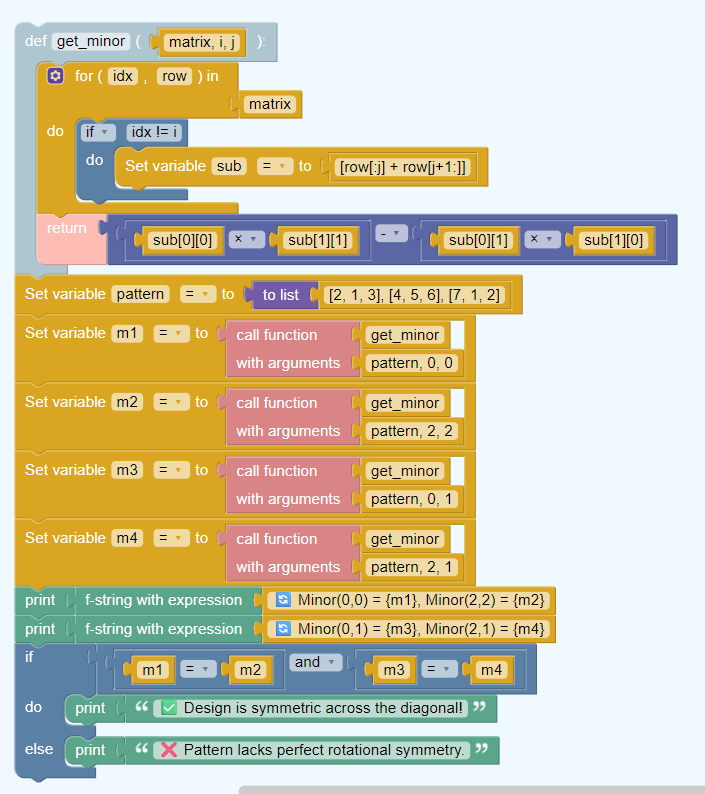 def get_minor ( matrix, i, j ):
for ( idx , row ) in
matrix
do if idx != i
do Set variable sub = to [row[:j] + row[j+1:]]
return sub[0][0] × sub[1][1] - sub[0][1] × sub[1][0]
Set variable pattern = to to list [2, 1, 3], [4, 5, 6], [7, 1, 2]
Set variable m1 = to call function get_minor
with arguments pattern, 0, 0
Set variable m2 = to call function get_minor
with arguments pattern, 2, 2
Set variable m3 = to call function get_minor
with arguments pattern, 0, 1
Set variable m4 = to call function get_minor
with arguments pattern, 2, 1
print f-string with expression 🔄 Minor(0,0) = {m1}, Minor(2,2) = {m2}
print f-string with expression 🔄 Minor(0,1) = {m3}, Minor(2,1) = {m4}
if m1 = m2 and m3 = m4
do print “ ✅ Design is symmetric across the diagonal! ”
else print “ ❌ Pattern lacks perfect rotational symmetry. ”